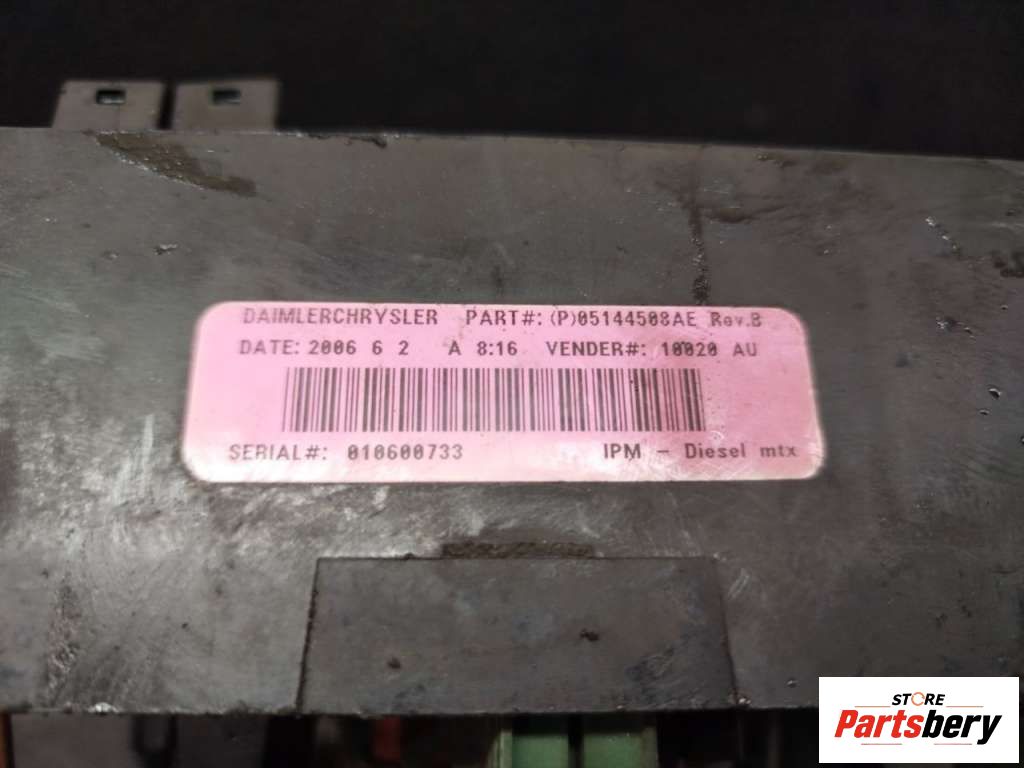 DAIMLERCHRYSLER PART#: (P)05144508AE Rev.B
DATE: 2006 6 2 A 8:16 VENDER#: 10020 AU
SERIAL#: 010600733 IPM - Diesel mtx
STORE
Partsbery